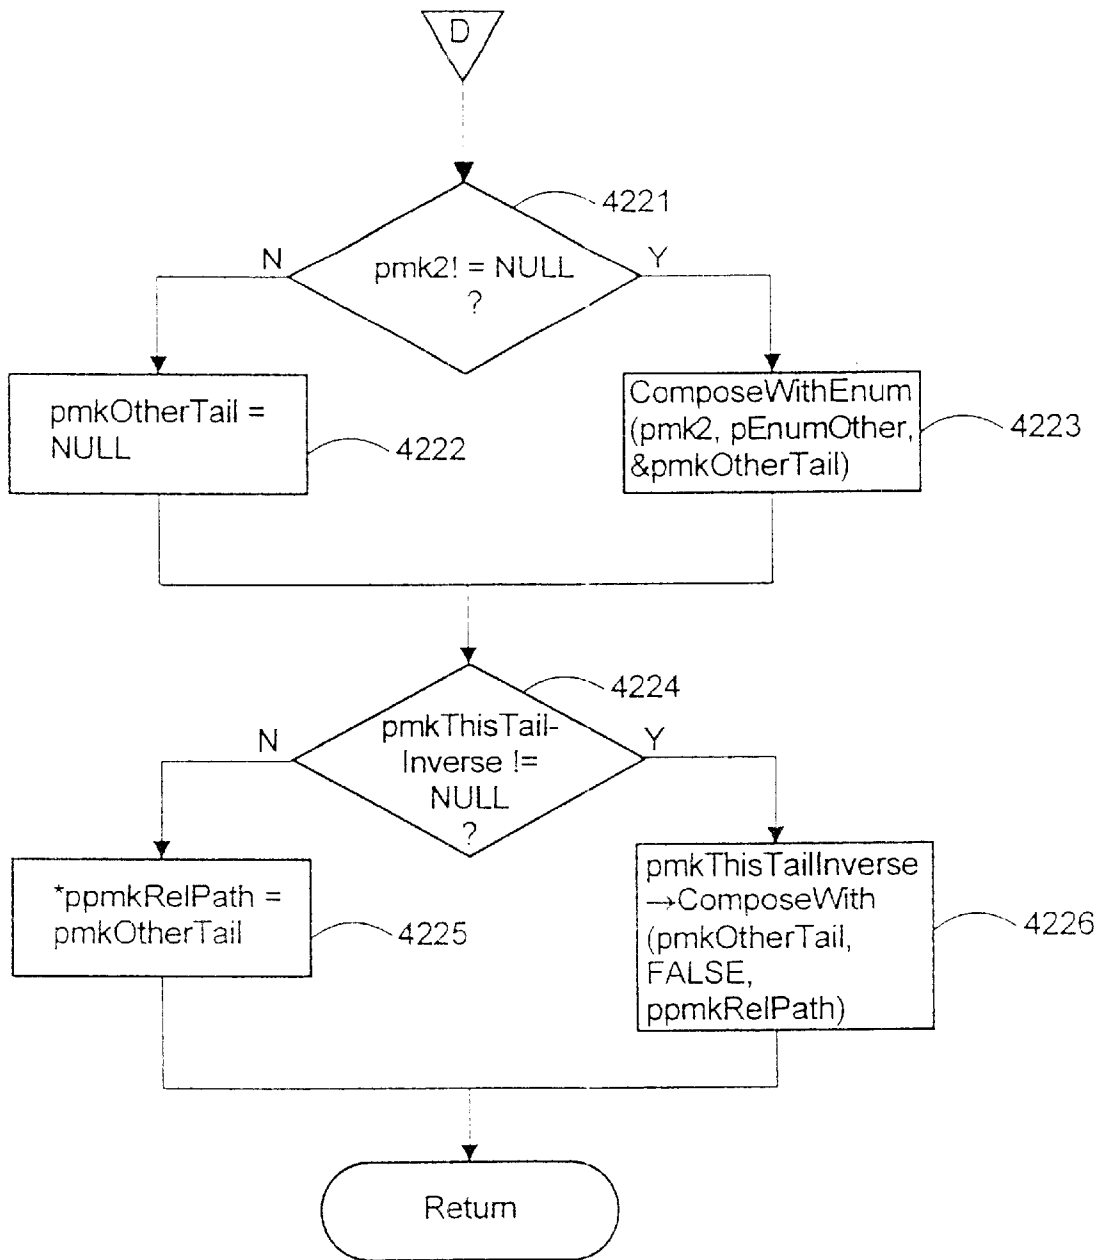 D
4221
N
Y
pmk2! = NULL
?
pmkOtherTail =
NULL
4222
ComposeWithEnum
(pmk2, pEnumOther,
&pmkOtherTail)
4223
4224
N
Y
pmkThisTail-
Inverse !=
NULL
?
*ppmkRelPath =
pmkOtherTail
4225
pmkThisTailInverse
→ComposeWith
(pmkOtherTail,
FALSE,
ppmkRelPath)
4226
Return